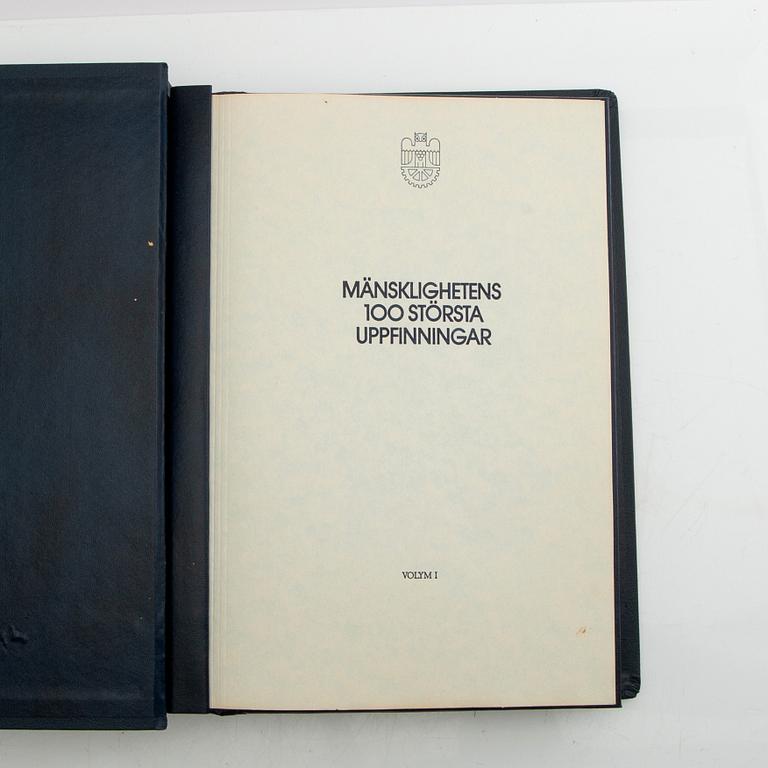 MÄNSKLIGHETENS
100 STÖRSTA
UPPFINNINGAR
VOLYM I